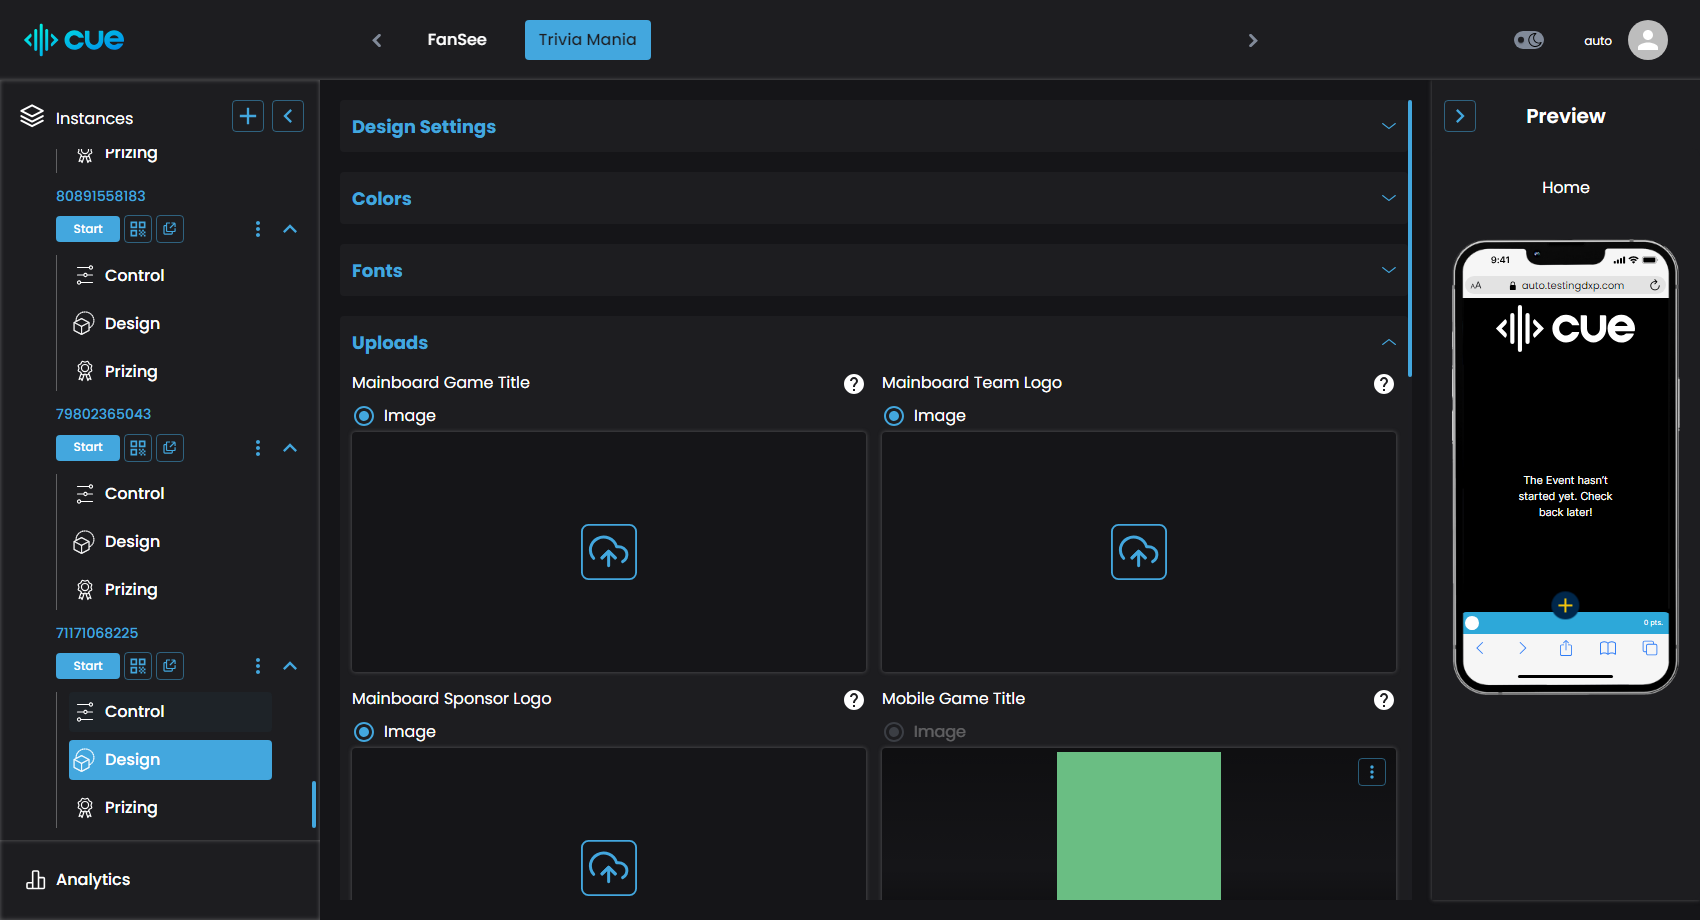 cue
FanSee
Trivia Mania
auto
Instances
Prizing
80891558183
Start
Control
Design
Prizing
79802365043
Start
Control
Design
Prizing
71171068225
Start
Control
Design
Prizing
Analytics
Design Settings
Colors
Fonts
Uploads
Mainboard Game Title
?
Image
Mainboard Team Logo
?
Image
Mainboard Sponsor Logo
?
Image
Mobile Game Title
?
Image
Preview
Home
9:41
AA
auto.testingdxp.com
cue
The Event hasn't
started yet. Check
back later!
0 pts.